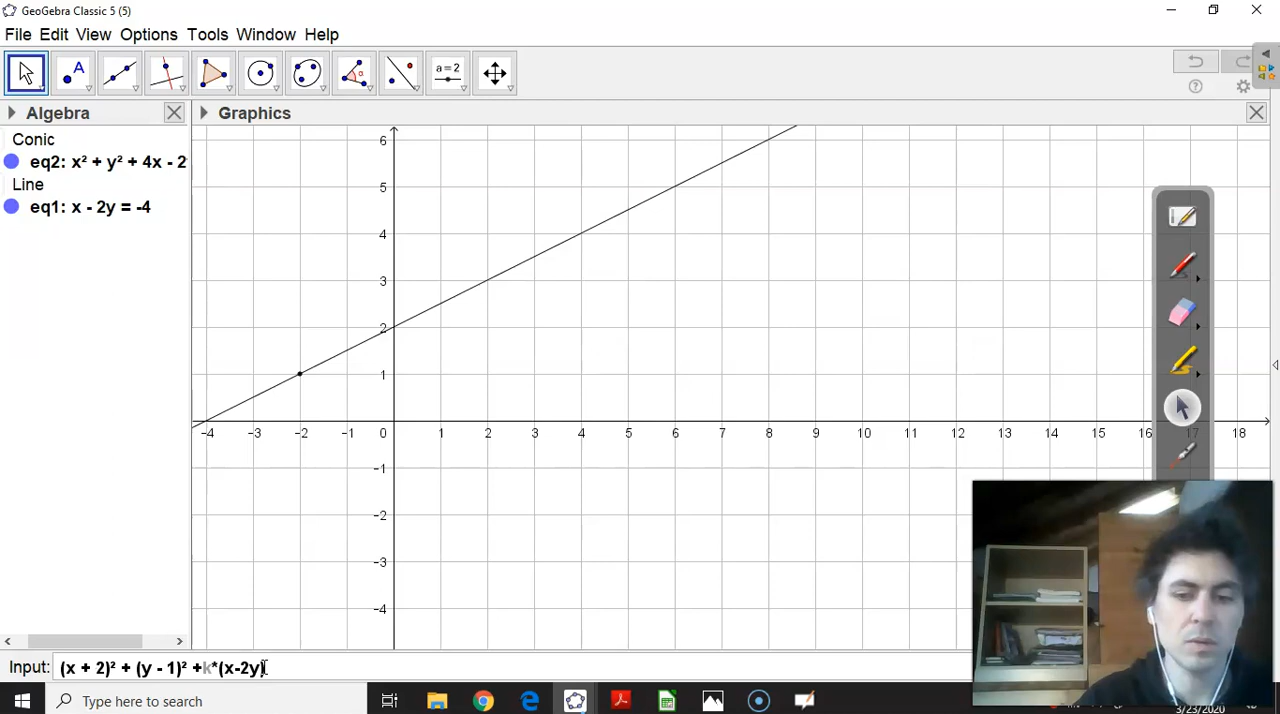 GeoGebra Classic 5 (5)
File Edit View Options Tools Window Help
A
α
a=2
Algebra
Graphics
Conic
eq2: x² + y² + 4x - 2
Line
eq1: x - 2y = -4
6
5
4
3
2
1
-4 -3 -2 -1 0 1 2 3 4 5 6 7 8 9 10 11 12 13 14 15 16 17 18
-1
-2
-3
-4
Input: (x + 2)² + (y - 1)² +k*(x-2y)
Type here to search
3/23/2020